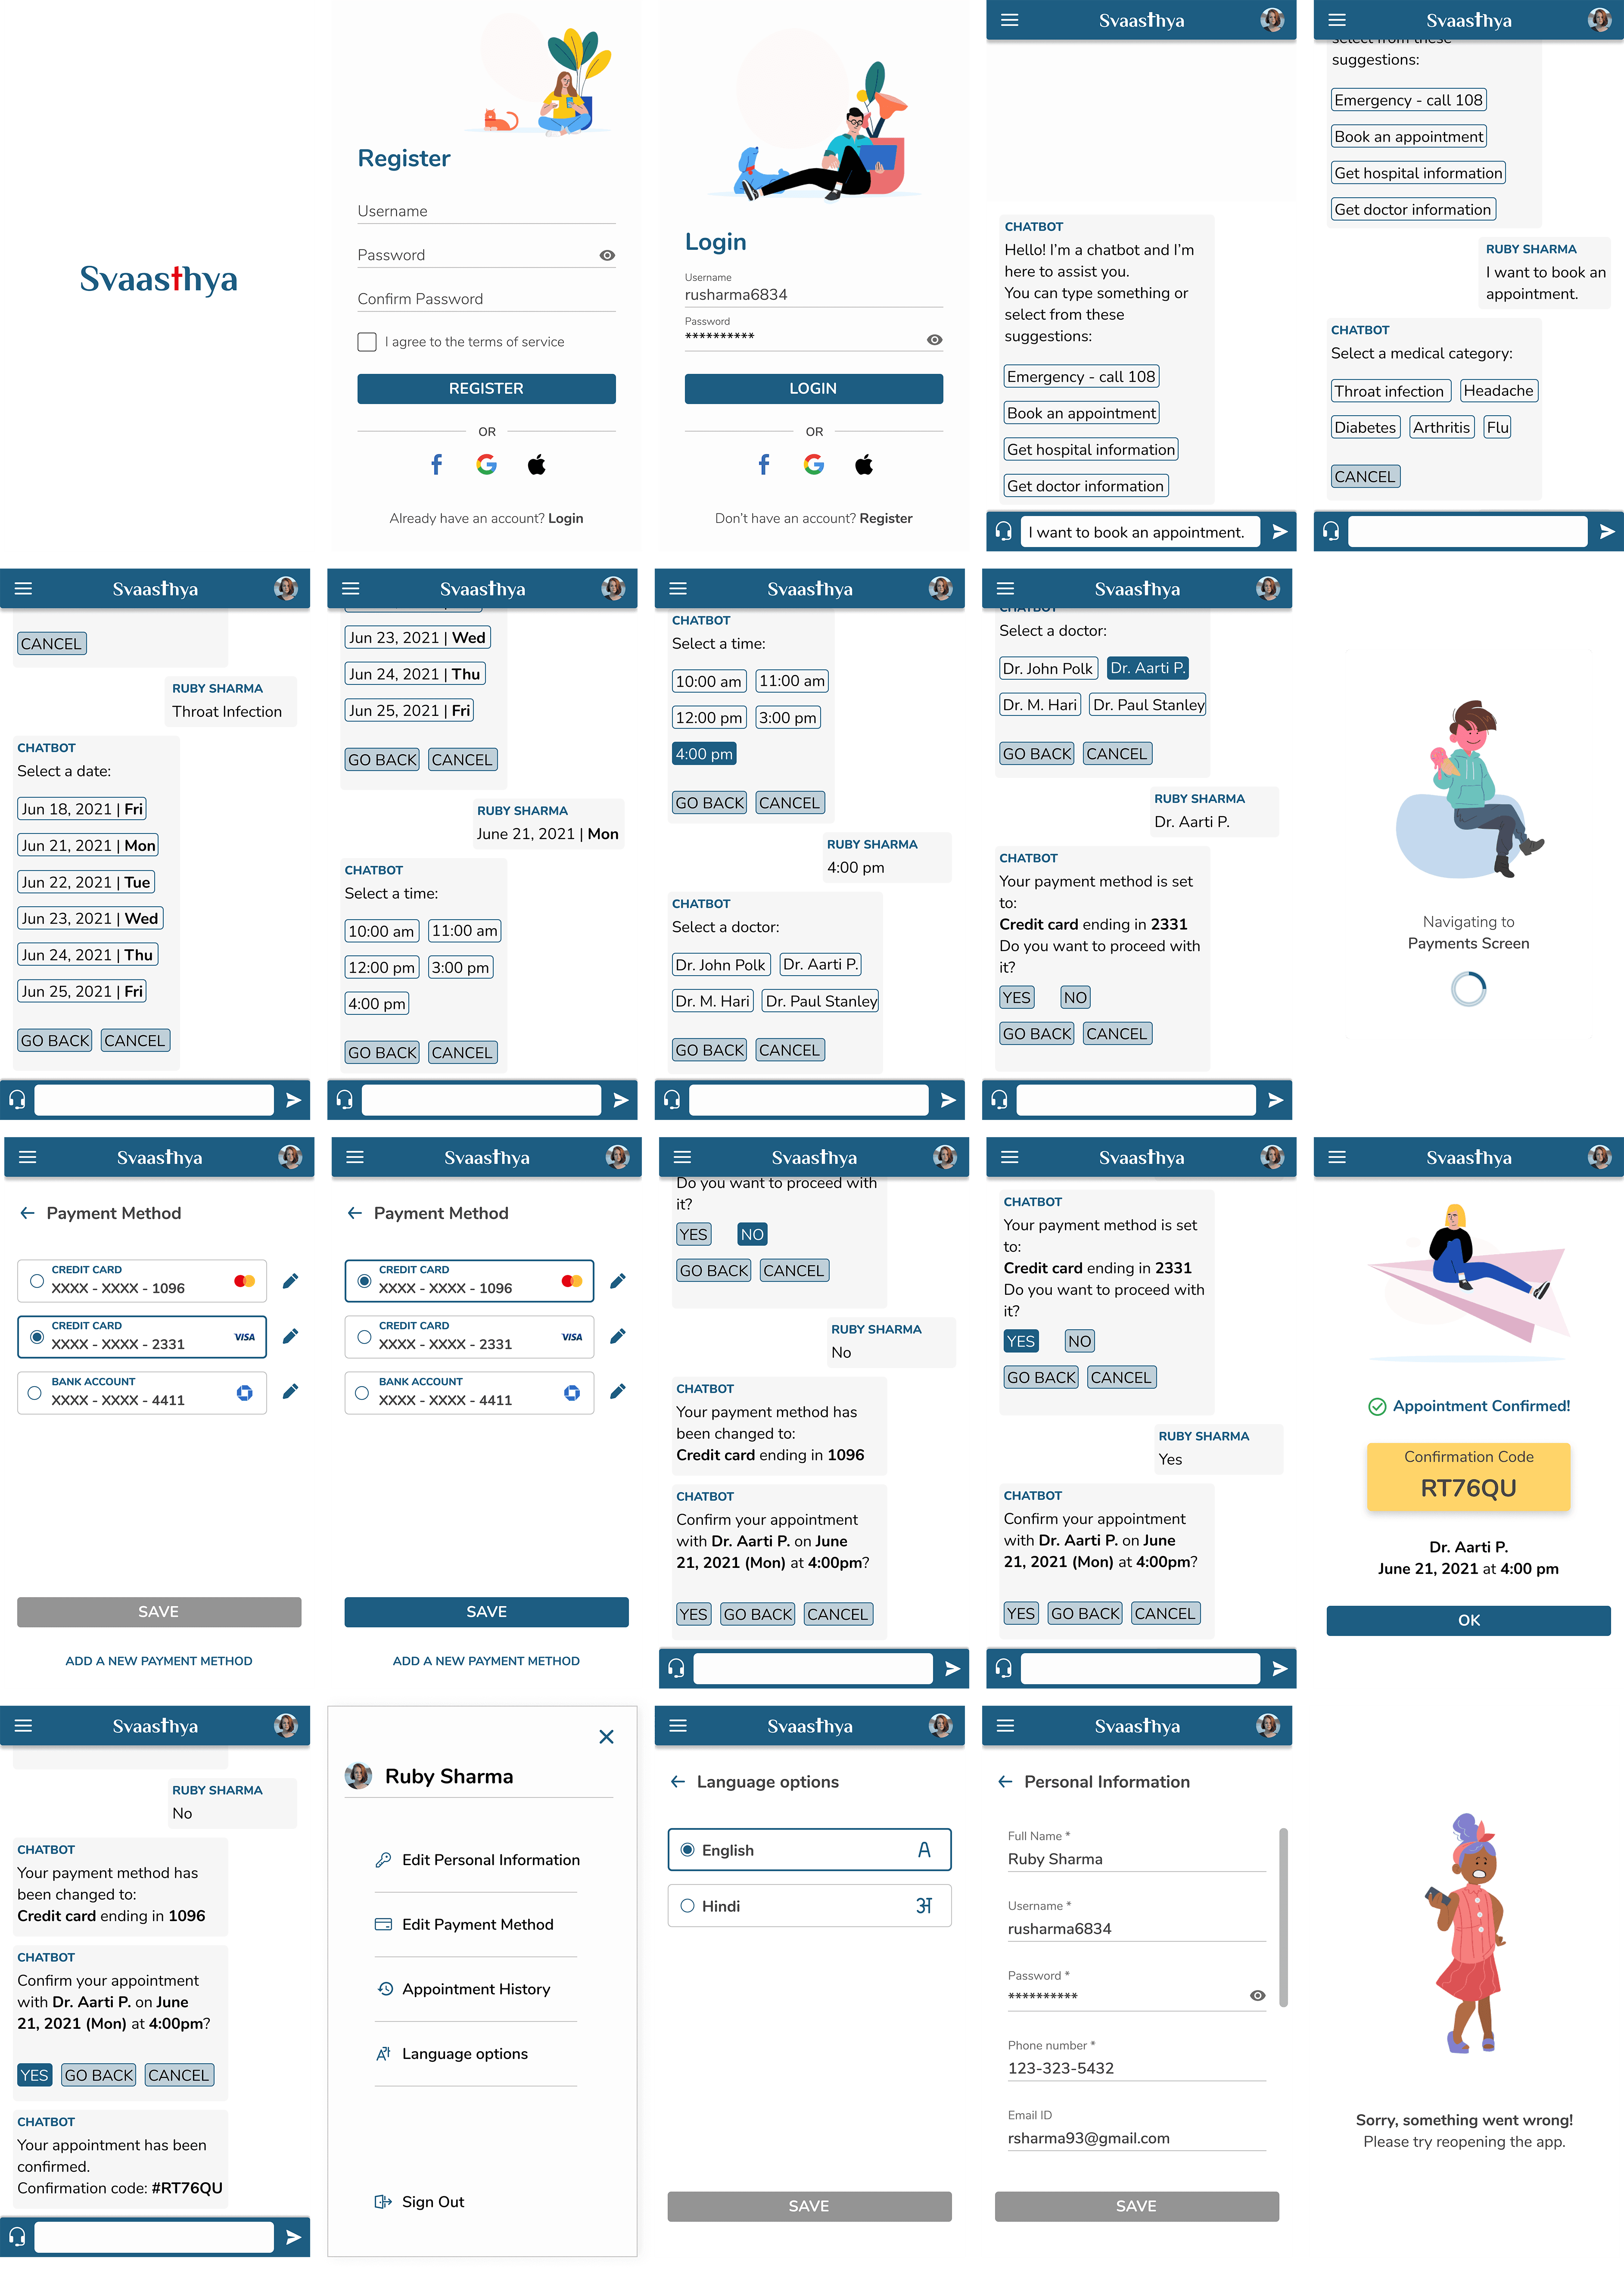 Svaasthya
Register
Username
Password
Confirm Password
I agree to the terms of service
REGISTER
OR
Already have an account? Login
Login
Username
rusharma6834
Password
**********
LOGIN
OR
Don't have an account? Register
Svaasthya
CHATBOT
Hello! I'm a chatbot and I'm
here to assist you.
You can type something or
select from these
suggestions:
Emergency - call 108
Book an appointment
Get hospital information
Get doctor information
I want to book an appointment.
Svaasthya
select from these
suggestions:
Emergency - call 108
Book an appointment
Get hospital information
Get doctor information
RUBY SHARMA
I want to book an
appointment.
CHATBOT
Select a medical category:
Throat infection Headache
Diabetes Arthritis Flu
CANCEL
Svaasthya
CANCEL
RUBY SHARMA
Throat Infection
CHATBOT
Select a date:
Jun 18, 2021 | Fri
Jun 21, 2021 | Mon
Jun 22, 2021 | Tue
Jun 23, 2021 | Wed
Jun 24, 2021 | Thu
Jun 25, 2021 | Fri
GO BACK CANCEL
Svaasthya
Jun 23, 2021 | Wed
Jun 24, 2021 | Thu
Jun 25, 2021 | Fri
GO BACK CANCEL
RUBY SHARMA
June 21, 2021 | Mon
CHATBOT
Select a time:
10:00 am 11:00 am
12:00 pm 3:00 pm
4:00 pm
GO BACK CANCEL
Svaasthya
CHATBOT
Select a time:
10:00 am 11:00 am
12:00 pm 3:00 pm
4:00 pm
GO BACK CANCEL
RUBY SHARMA
4:00 pm
CHATBOT
Select a doctor:
Dr. John Polk Dr. Aarti P.
Dr. M. Hari Dr. Paul Stanley
GO BACK CANCEL
Svaasthya
CHATBOT
Select a doctor:
Dr. John Polk Dr. Aarti P.
Dr. M. Hari Dr. Paul Stanley
GO BACK CANCEL
RUBY SHARMA
Dr. Aarti P.
CHATBOT
Your payment method is set
to:
Credit card ending in 2331
Do you want to proceed with
it?
YES NO
GO BACK CANCEL
Navigating to
Payments Screen
Svaasthya
Payment Method
CREDIT CARD
XXXX - XXXX - 1096
CREDIT CARD
XXXX - XXXX - 2331
VISA
BANK ACCOUNT
XXXX - XXXX - 4411
SAVE
ADD A NEW PAYMENT METHOD
Svaasthya
Payment Method
CREDIT CARD
XXXX - XXXX - 1096
CREDIT CARD
XXXX - XXXX - 2331
VISA
BANK ACCOUNT
XXXX - XXXX - 4411
SAVE
ADD A NEW PAYMENT METHOD
Svaasthya
Do you want to proceed with
it?
YES NO
GO BACK CANCEL
RUBY SHARMA
No
CHATBOT
Your payment method has
been changed to:
Credit card ending in 1096
CHATBOT
Confirm your appointment
with Dr. Aarti P. on June
21, 2021 (Mon) at 4:00pm?
YES GO BACK CANCEL
Svaasthya
CHATBOT
Your payment method is set
to:
Credit card ending in 2331
Do you want to proceed with
it?
YES NO
GO BACK CANCEL
RUBY SHARMA
Yes
CHATBOT
Confirm your appointment
with Dr. Aarti P. on June
21, 2021 (Mon) at 4:00pm?
YES GO BACK CANCEL
Svaasthya
Appointment Confirmed!
Confirmation Code
RT76QU
Dr. Aarti P.
June 21, 2021 at 4:00 pm
OK
Svaasthya
RUBY SHARMA
No
CHATBOT
Your payment method has
been changed to:
Credit card ending in 1096
CHATBOT
Confirm your appointment
with Dr. Aarti P. on June
21, 2021 (Mon) at 4:00pm?
YES GO BACK CANCEL
CHATBOT
Your appointment has been
confirmed.
Confirmation code: #RT76QU
Ruby Sharma
Edit Personal Information
Edit Payment Method
Appointment History
Language options
Sign Out
Svaasthya
Language options
English A
Hindi अ
SAVE
Svaasthya
Personal Information
Full Name *
Ruby Sharma
Username *
rusharma6834
Password *
**********
Phone number *
123-323-5432
Email ID
rsharma93@gmail.com
SAVE
Sorry, something went wrong!
Please try reopening the app.